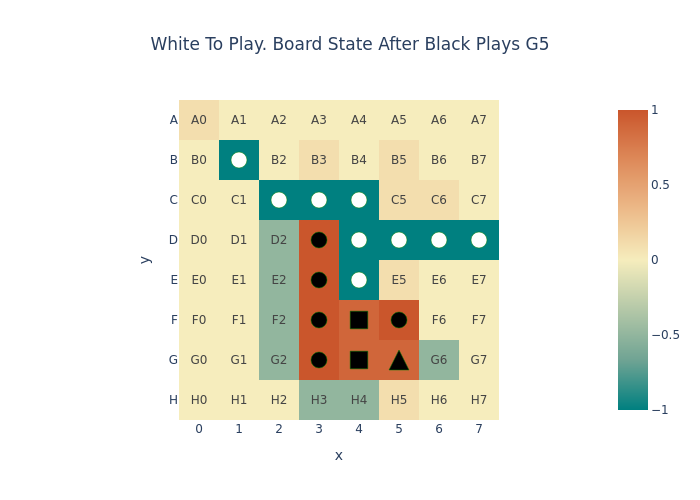 White To Play. Board State After Black Plays G5
A A0 A1 A2 A3 A4 A5 A6 A7
B B0 B2 B3 B4 B5 B6 B7
C C0 C1 C5 C6 C7
D D0 D1 D2
E E0 E1 E2 E5 E6 E7
F F0 F1 F2 F6 F7
G G0 G1 G2 G6 G7
H H0 H1 H2 H3 H4 H5 H6 H7
0 1 2 3 4 5 6 7
x
y
1
0.5
0
−0.5
−1